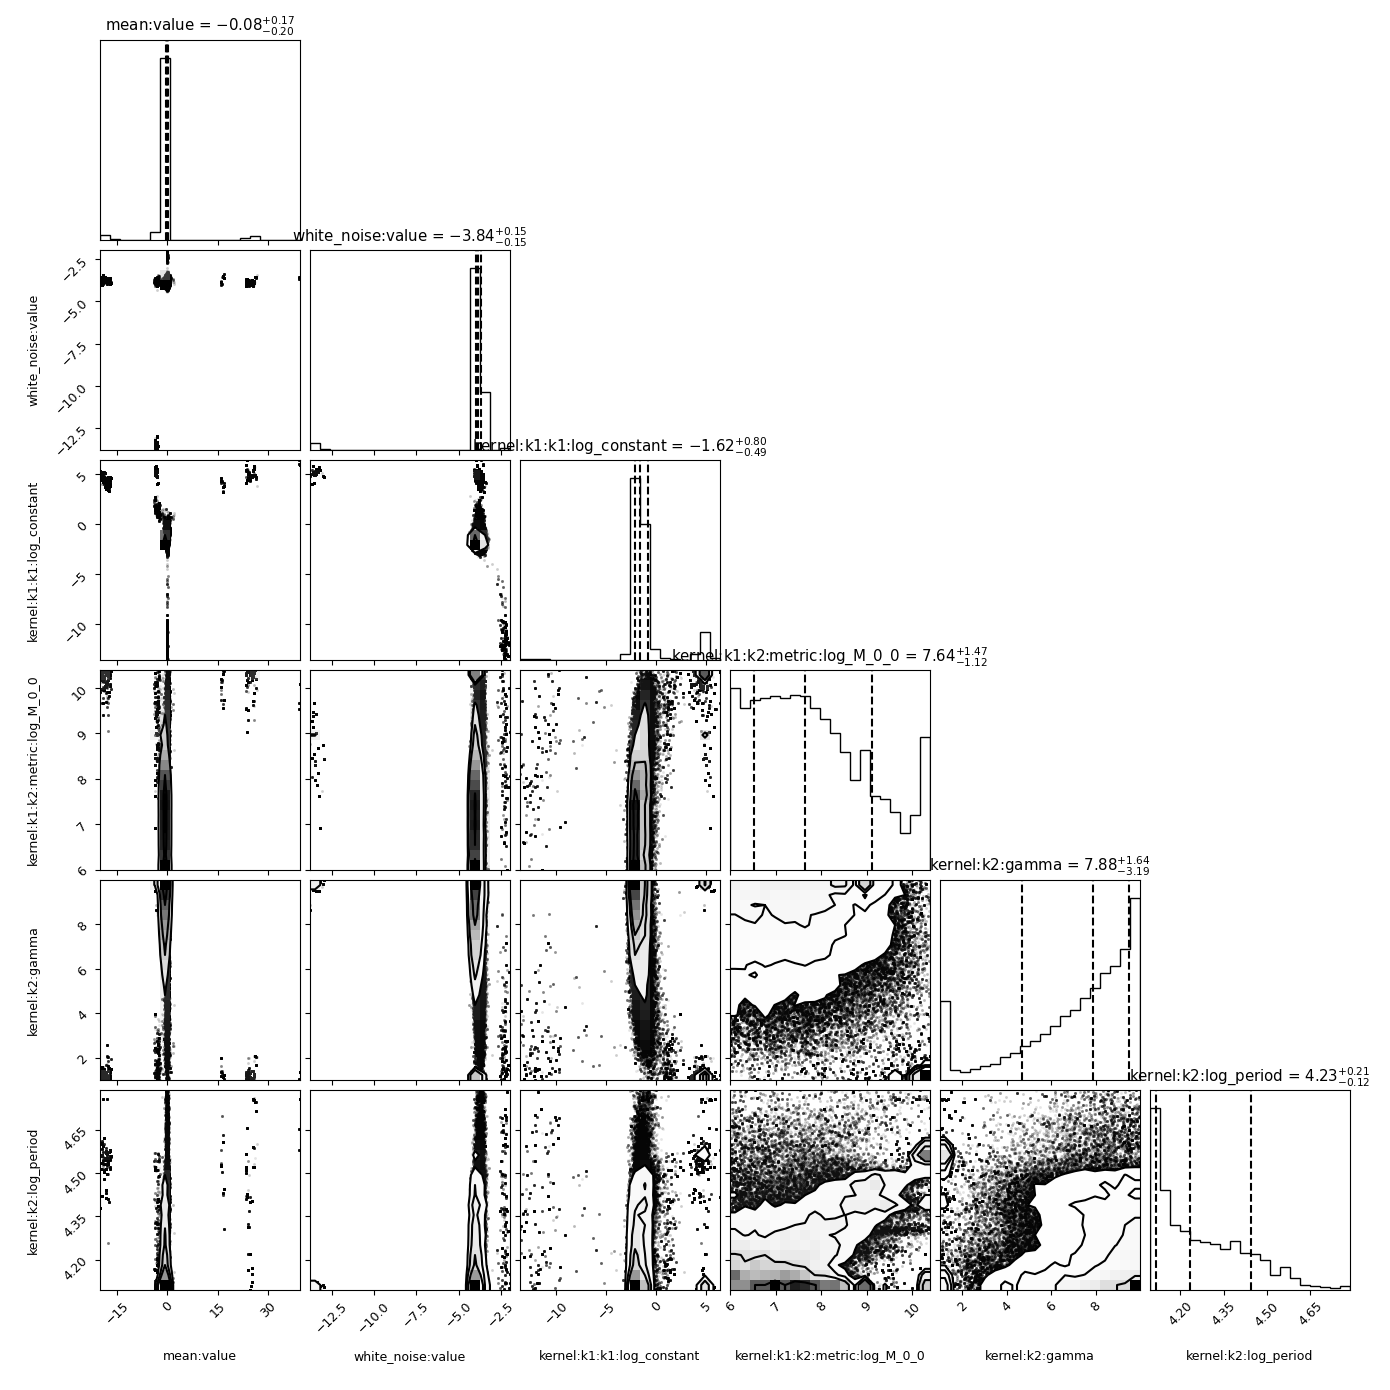 mean:value = −0.08 +0.17 −0.20
white_noise:value = −3.84 +0.15 −0.15
−2.5
−5.0
−7.5
−10.0
−12.5
white_noise:value
kernel:k1:k1:log_constant = −1.62 +0.80 −0.49
5
0
−5
−10
kernel:k1:k1:log_constant
kernel:k1:k2:metric:log_M_0_0 = 7.64 +1.47 −1.12
10
9
8
7
6
kernel:k1:k2:metric:log_M_0_0
kernel:k2:gamma = 7.88 +1.64 −3.19
8
6
4
2
kernel:k2:gamma
kernel:k2:log_period = 4.23 +0.21 −0.12
4.65
4.50
4.35
4.20
kernel:k2:log_period
−15 0 15 30
−12.5 −10.0 −7.5 −5.0 −2.5
−10 −5 0 5
6 7 8 9 10
2 4 6 8
4.20 4.35 4.50 4.65
mean:value
white_noise:value
kernel:k1:k1:log_constant
kernel:k1:k2:metric:log_M_0_0
kernel:k2:gamma
kernel:k2:log_period